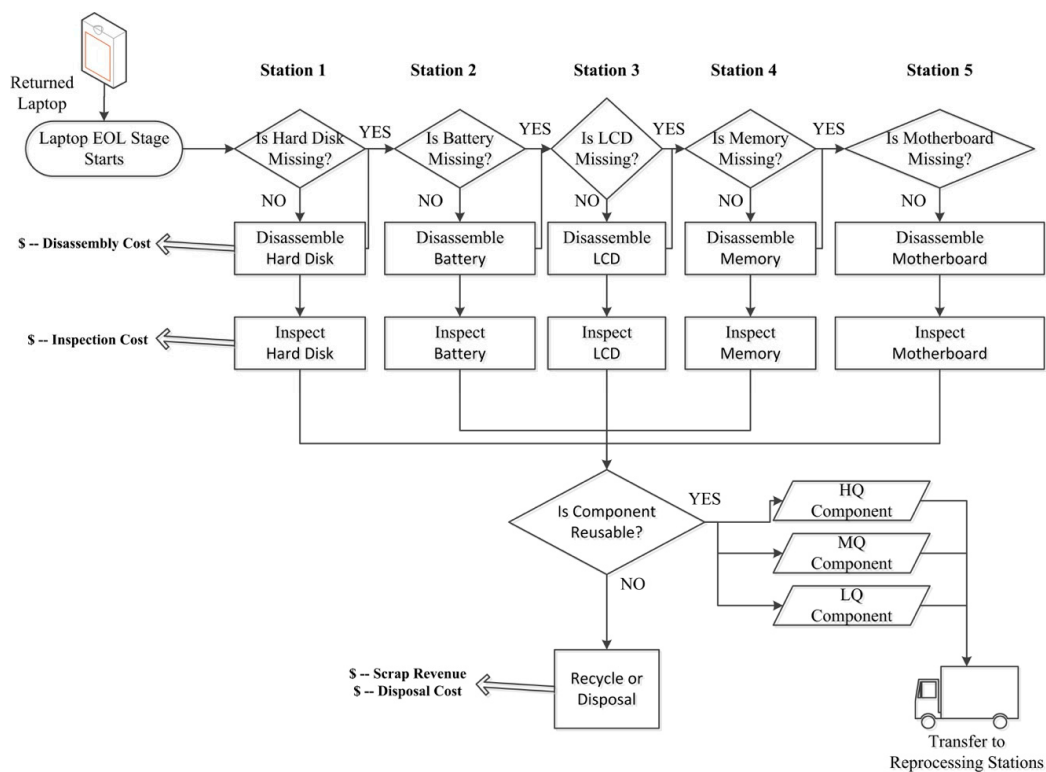 Returned
Laptop
Laptop EOL Stage
Starts
Station 1
Station 2
Station 3
Station 4
Station 5
Is Hard Disk
Missing?
YES
Is Battery
Missing?
YES
Is LCD
Missing?
YES
Is Memory
Missing?
YES
Is Motherboard
Missing?
NO
NO
NO
NO
NO
$ -- Disassembly Cost
Disassemble
Hard Disk
Disassemble
Battery
Disassemble
LCD
Disassemble
Memory
Disassemble
Motherboard
$ -- Inspection Cost
Inspect
Hard Disk
Inspect
Battery
Inspect
LCD
Inspect
Memory
Inspect
Motherboard
Is Component
Reusable?
YES
NO
HQ
Component
MQ
Component
LQ
Component
$ -- Scrap Revenue
$ -- Disposal Cost
Recycle or
Disposal
Transfer to
Reprocessing Stations